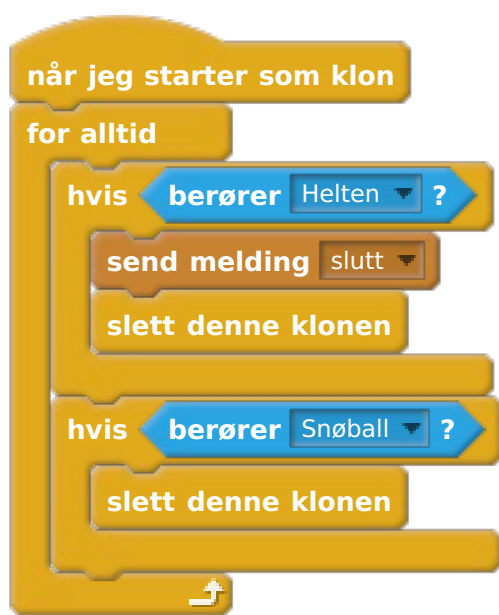 når jeg starter som klon
for alltid
hvis berører Helten ?
send melding slutt
slett denne klonen
hvis berører Snøball ?
slett denne klonen